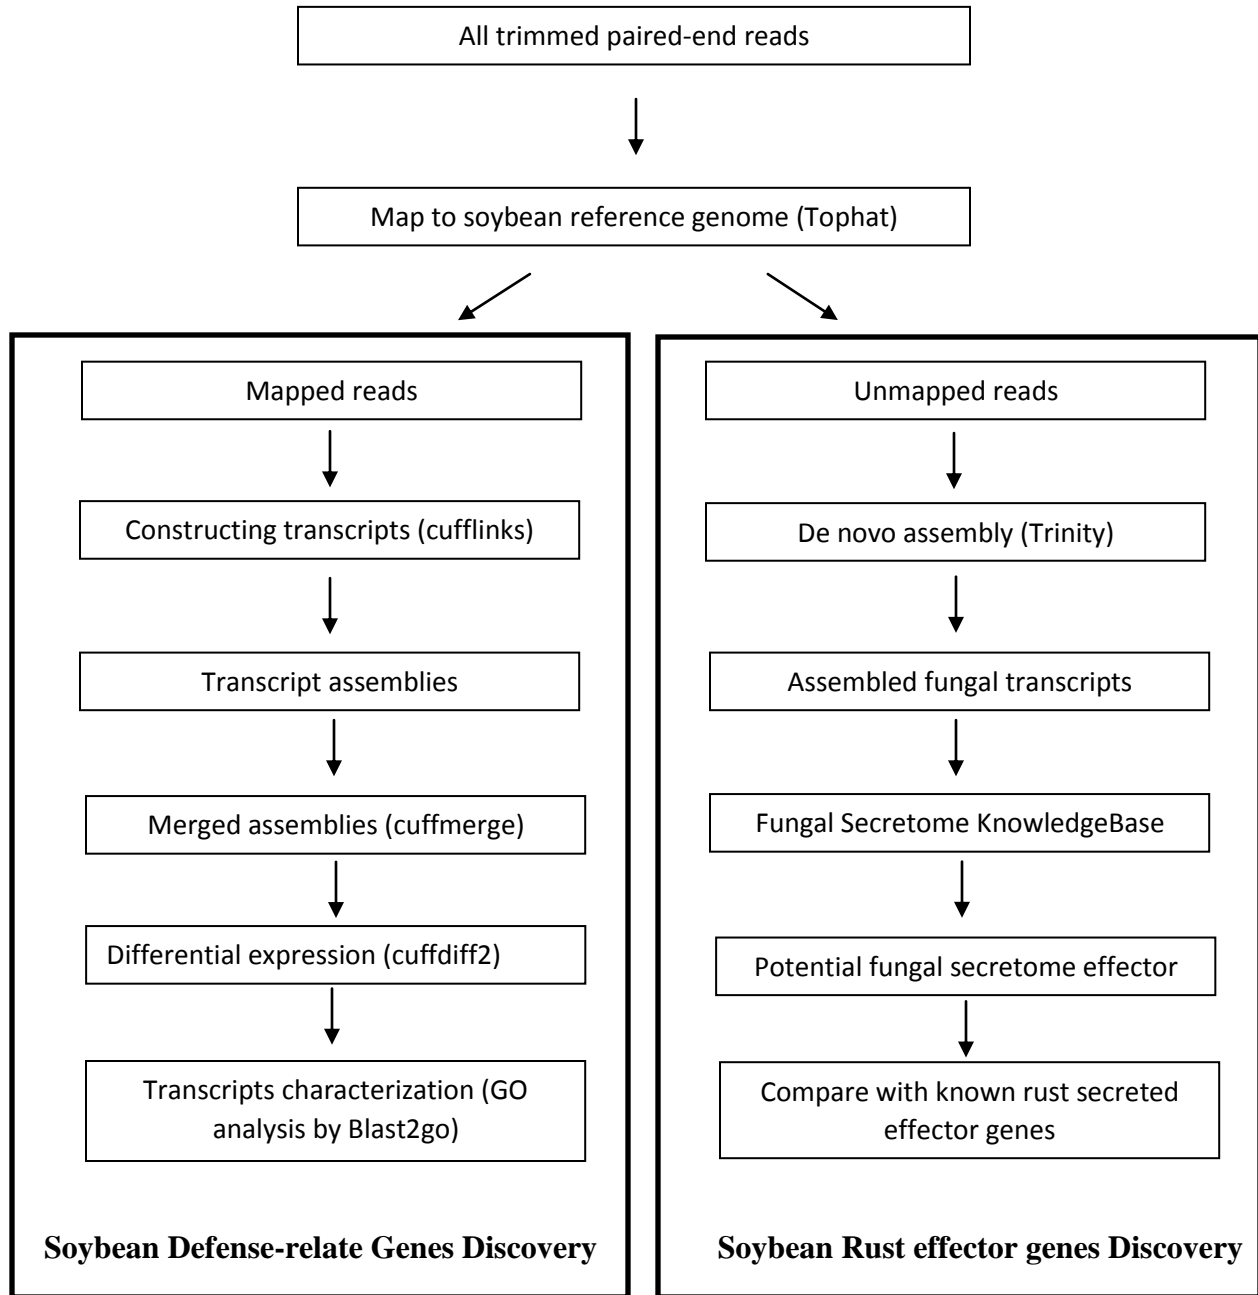 All trimmed paired-end reads
Map to soybean reference genome (Tophat)
Mapped reads
Constructing transcripts (cufflinks)
Transcript assemblies
Merged assemblies (cuffmerge)
Differential expression (cuffdiff2)
Transcripts characterization (GO
analysis by Blast2go)
Soybean Defense-relate Genes Discovery
Unmapped reads
De novo assembly (Trinity)
Assembled fungal transcripts
Fungal Secretome KnowledgeBase
Potential fungal secretome effector
Compare with known rust secreted
effector genes
Soybean Rust effector genes Discovery